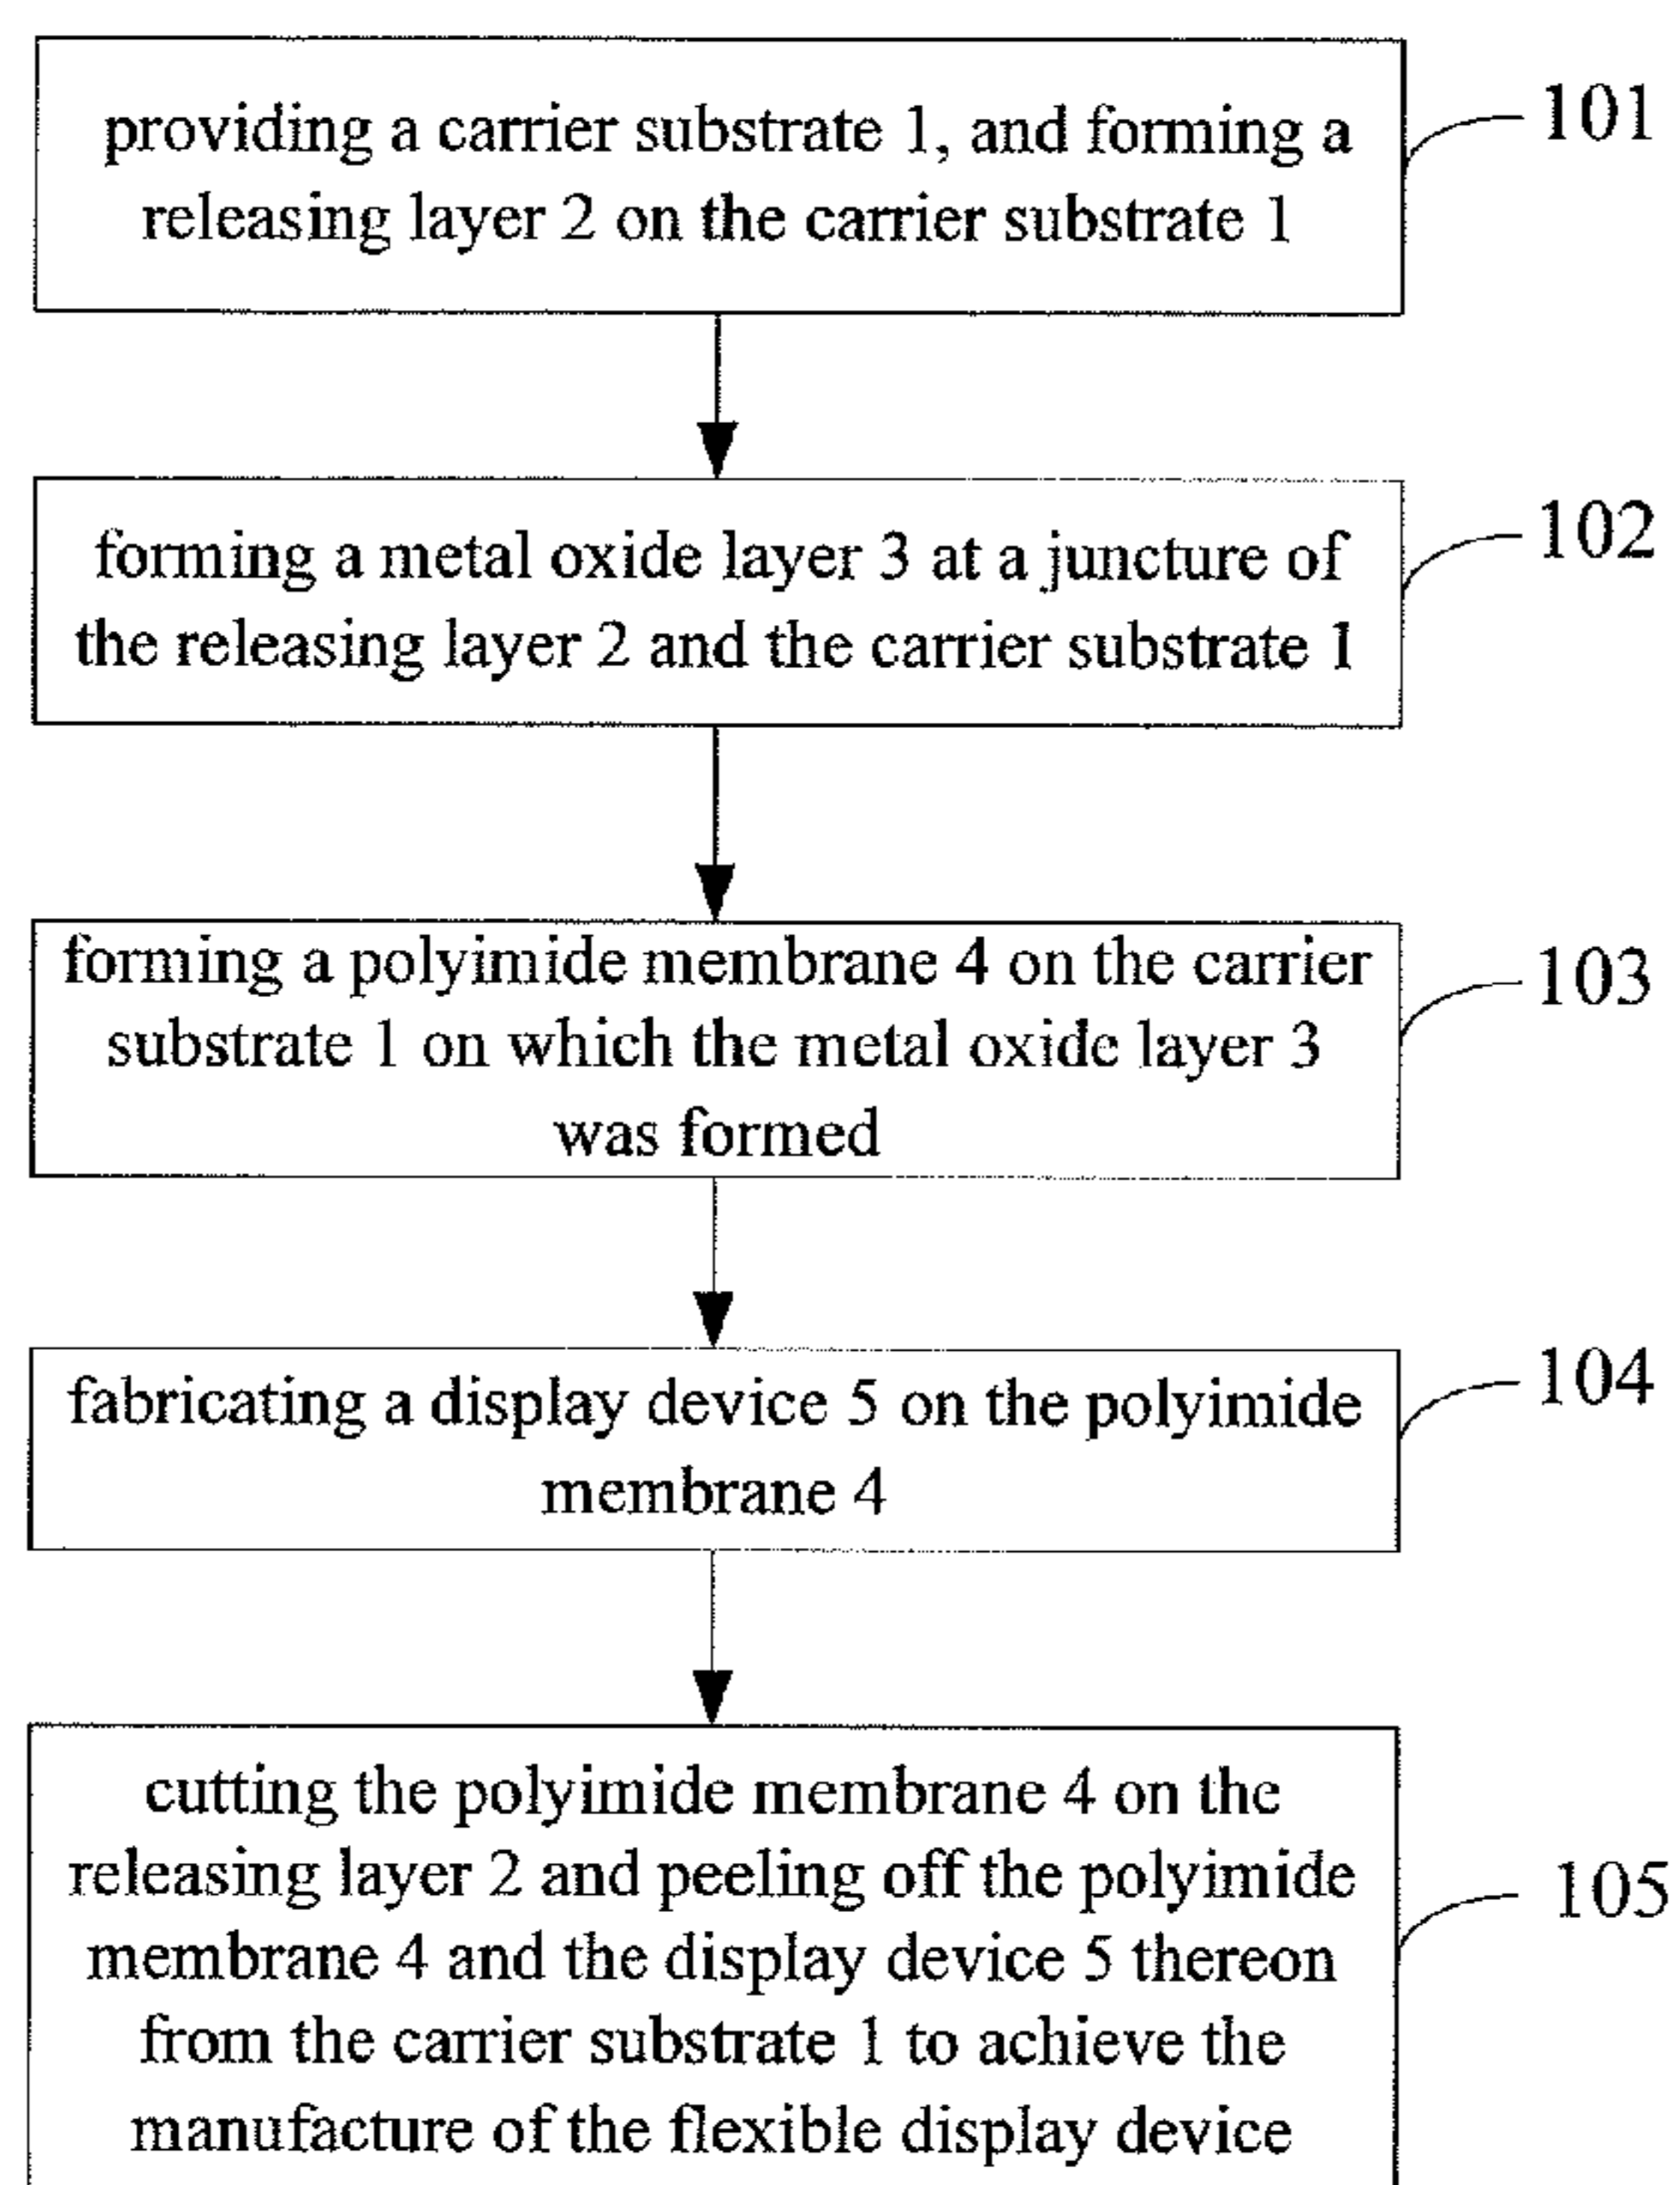 providing a carrier substrate 1, and forming a
releasing layer 2 on the carrier substrate 1
101
forming a metal oxide layer 3 at a juncture of
the releasing layer 2 and the carrier substrate 1
102
forming a polyimide membrane 4 on the carrier
substrate 1 on which the metal oxide layer 3
was formed
103
fabricating a display device 5 on the polyimide
membrane 4
104
cutting the polyimide membrane 4 on the
releasing layer 2 and peeling off the polyimide
membrane 4 and the display device 5 thereon
from the carrier substrate 1 to achieve the
manufacture of the flexible display device
105